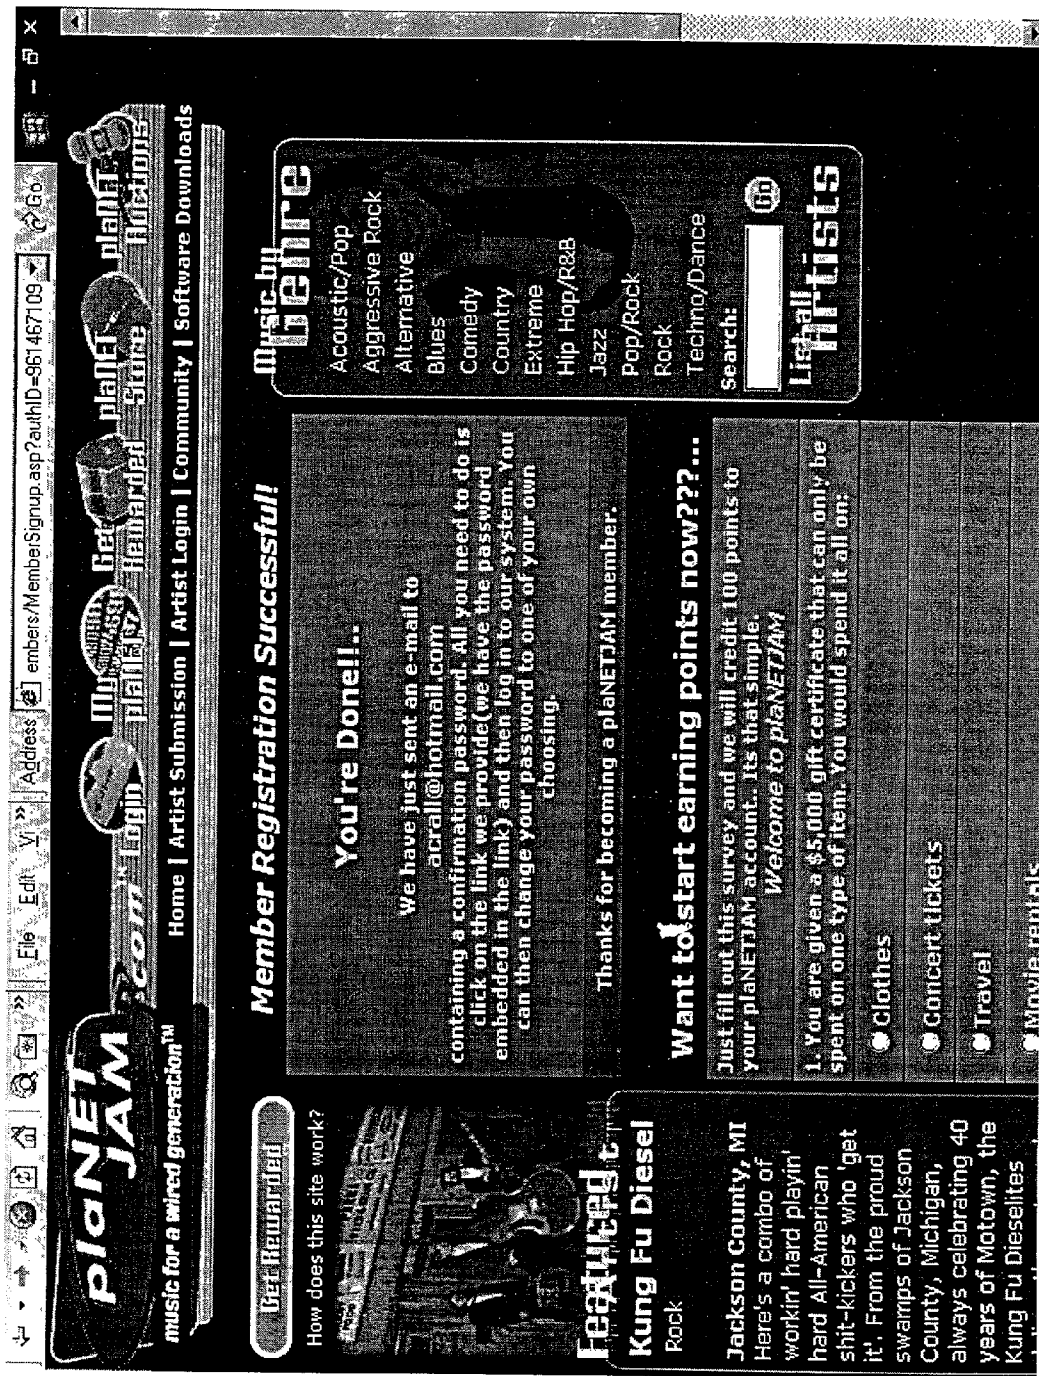 File Edit Vi »
Address
embers/MemberSignup.asp?authID=961467109
Go
plaNET
JAM
.com™
music for a wired generation™
Login
My
plaNET
Get
Rewarded
plaNET
Store
plaNET
Auctions
Home | Artist Submission | Artist Login | Community | Software Downloads
Get Rewarded
How does this site work?
Featured
Kung Fu Diesel
Rock
Jackson County, MI
Here's a combo of
workin' hard playin'
hard All-American
shit-kickers who 'get
it'. From the proud
swamps of Jackson
County, Michigan,
always celebrating 40
years of Motown, the
Kung Fu Dieselites
Member Registration Successful!
You're Done!!...
We have just sent an e-mail to
acrall@hotmail.com
containing a confirmation password. All you need to do is
click on the link we provide(we have the password
embedded in the link) and then log in to our system. You
can then change your password to one of your own
choosing.
Thanks for becoming a plaNETJAM member.
Want to start earning points now???...
Just fill out this survey and we will credit 100 points to
your plaNETJAM account.. Its that simple.
Welcome to plaNETJAM
1.You are given a $5,000 gift certificate that can only be
spent on one type of item. You would spend it all on:
Clothes
Concert tickets
Travel
Movie rentals
Music by
Genre
Acoustic/Pop
Aggressive Rock
Alternative
Blues
Comedy
Country
Extreme
Hip Hop/R&B
Jazz
Pop/Rock
Rock
Techno/Dance
Search:
Go
List all
Artists